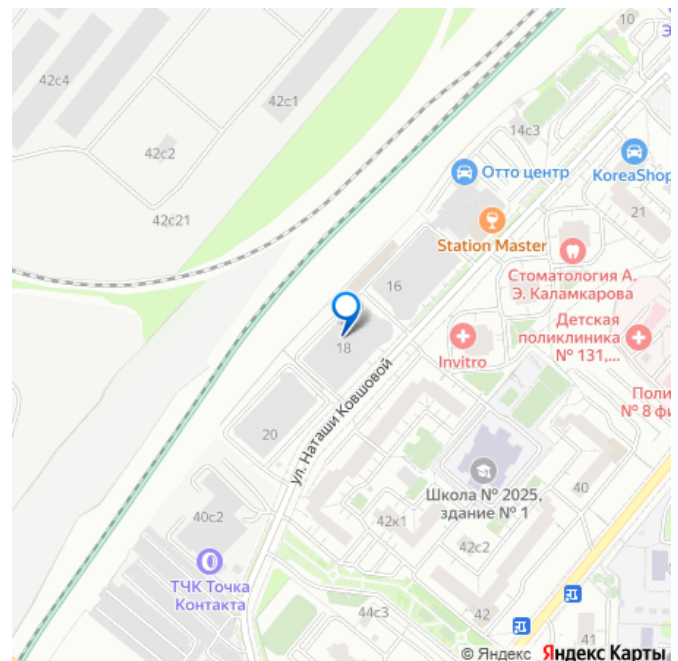 10
Э
42с4
42с1
14с3
42с2
Отто центр
KoreaShop
42с21
21
Station Master
Стоматология А.
Э. Каламкарова
16
Детская
поликлиника
№ 131,...
18
Invitro
Поли
№ 8 фи
ул. Наташи Ковшовой
20
Школа № 2025,
здание № 1
40
40с2
42к1
42с2
ТЧК Точка
Контакта
44с3
42
41
© Яндекс Яндекс Карты